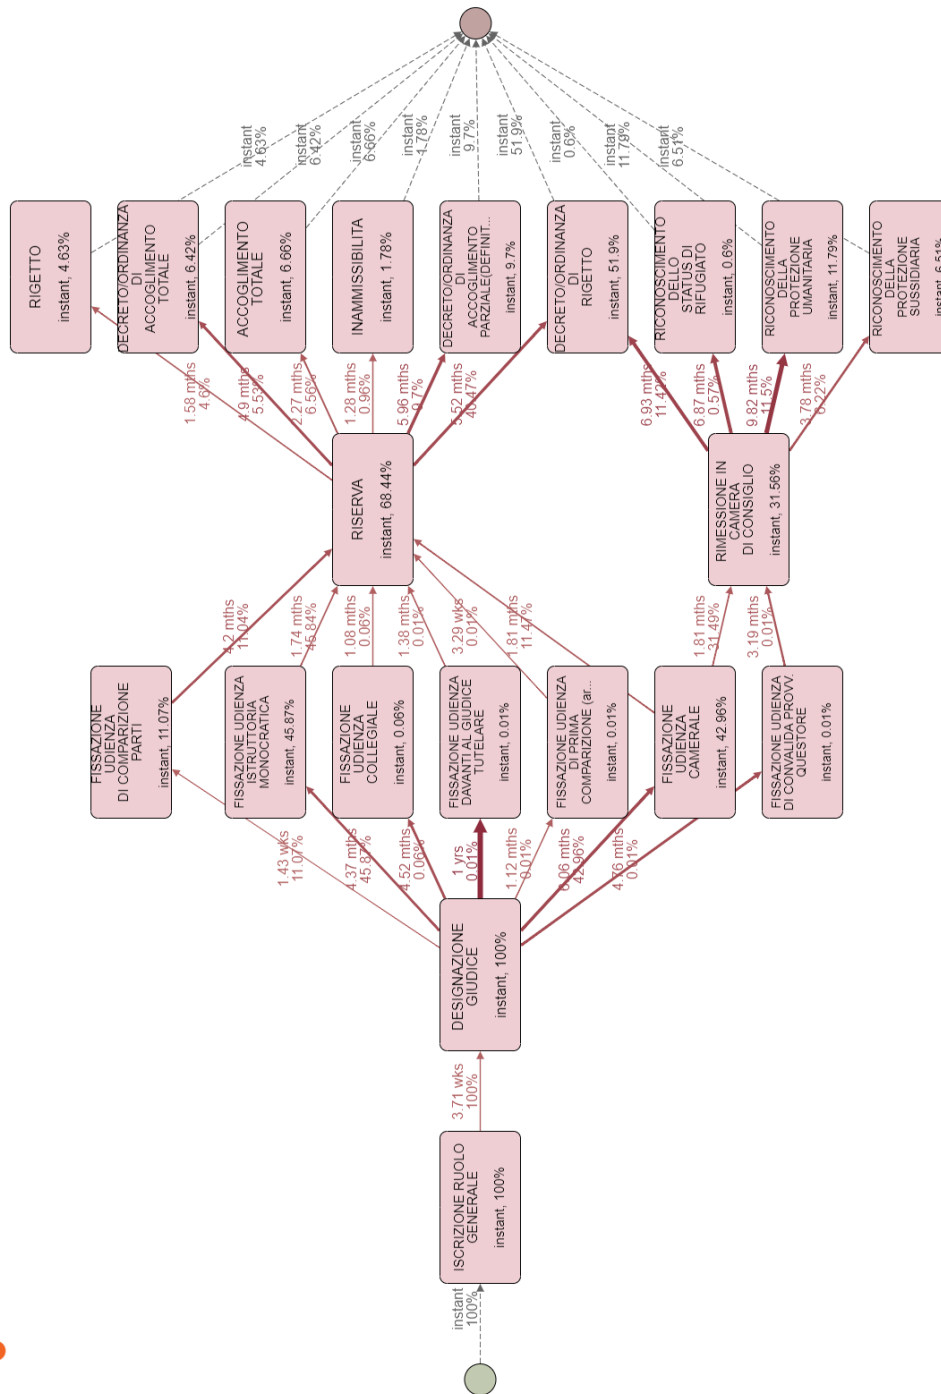 instant
4.63%
instant
6.42%
instant
6.66%
instant
1.78%
instant
9.7%
instant
51.9%
instant
0.6%
instant
11.79%
instant
6.51%
RIGETTO
instant, 4.63%
DECRETO/ORDINANZA
DI
ACCOGLIMENTO
TOTALE
instant, 6.42%
ACCOGLIMENTO
TOTALE
instant, 6.66%
INAMMISSIBILITA
instant, 1.78%
DECRETO/ORDINANZA
DI
ACCOGLIMENTO
PARZIALE(DEFINIT...
instant, 9.7%
DECRETO/ORDINANZA
DI
RIGETTO
instant, 51.9%
RICONOSCIMENTO
DELLO
STATUS DI
RIFUGIATO
instant, 0.6%
RICONOSCIMENTO
DELLA
PROTEZIONE
UMANITARIA
instant, 11.79%
RICONOSCIMENTO
DELLA
PROTEZIONE
SUSSIDIARIA
instant, 6.51%
1.58 mths
4.6%
4.9 mths
5.53%
2.27 mths
6.56%
1.28 mths
0.96%
5.96 mths
9.7%
5.52 mths
40.47%
6.93 mths
11.42%
6.87 mths
0.57%
9.82 mths
11.5%
3.78 mths
6.22%
RISERVA
instant, 68.44%
RIMESSIONE IN
CAMERA
DI CONSIGLIO
instant, 31.56%
4.2 mths
11.04%
1.74 mths
45.84%
1.08 mths
0.06%
1.38 mths
0.01%
3.29 wks
0.01%
1.81 mths
11.47%
1.81 mths
31.49%
3.19 mths
0.01%
FISSAZIONE
UDIENZA
DI COMPARIZIONE
PARTI
instant, 11.07%
FISSAZIONE UDIENZA
ISTRUTTORIA
MONOCRATICA
instant, 45.87%
FISSAZIONE
UDIENZA
COLLEGIALE
instant, 0.06%
FISSAZIONE UDIENZA
DAVANTI AL GIUDICE
TUTELARE
instant, 0.01%
FISSAZIONE UDIENZA
DI PRIMA
COMPARIZIONE (ar...
instant, 0.01%
FISSAZIONE
UDIENZA
CAMERALE
instant, 42.96%
FISSAZIONE UDIENZA
DI CONVALIDA PROVV.
QUESTORE
instant, 0.01%
1.43 wks
11.07%
4.37 mths
45.87%
4.52 mths
0.06%
1 yrs
0.01%
1.12 mths
0.01%
6.06 mths
42.96%
4.76 mths
0.01%
DESIGNAZIONE
GIUDICE
instant, 100%
3.71 wks
100%
ISCRIZIONE RUOLO
GENERALE
instant, 100%
instant
100%